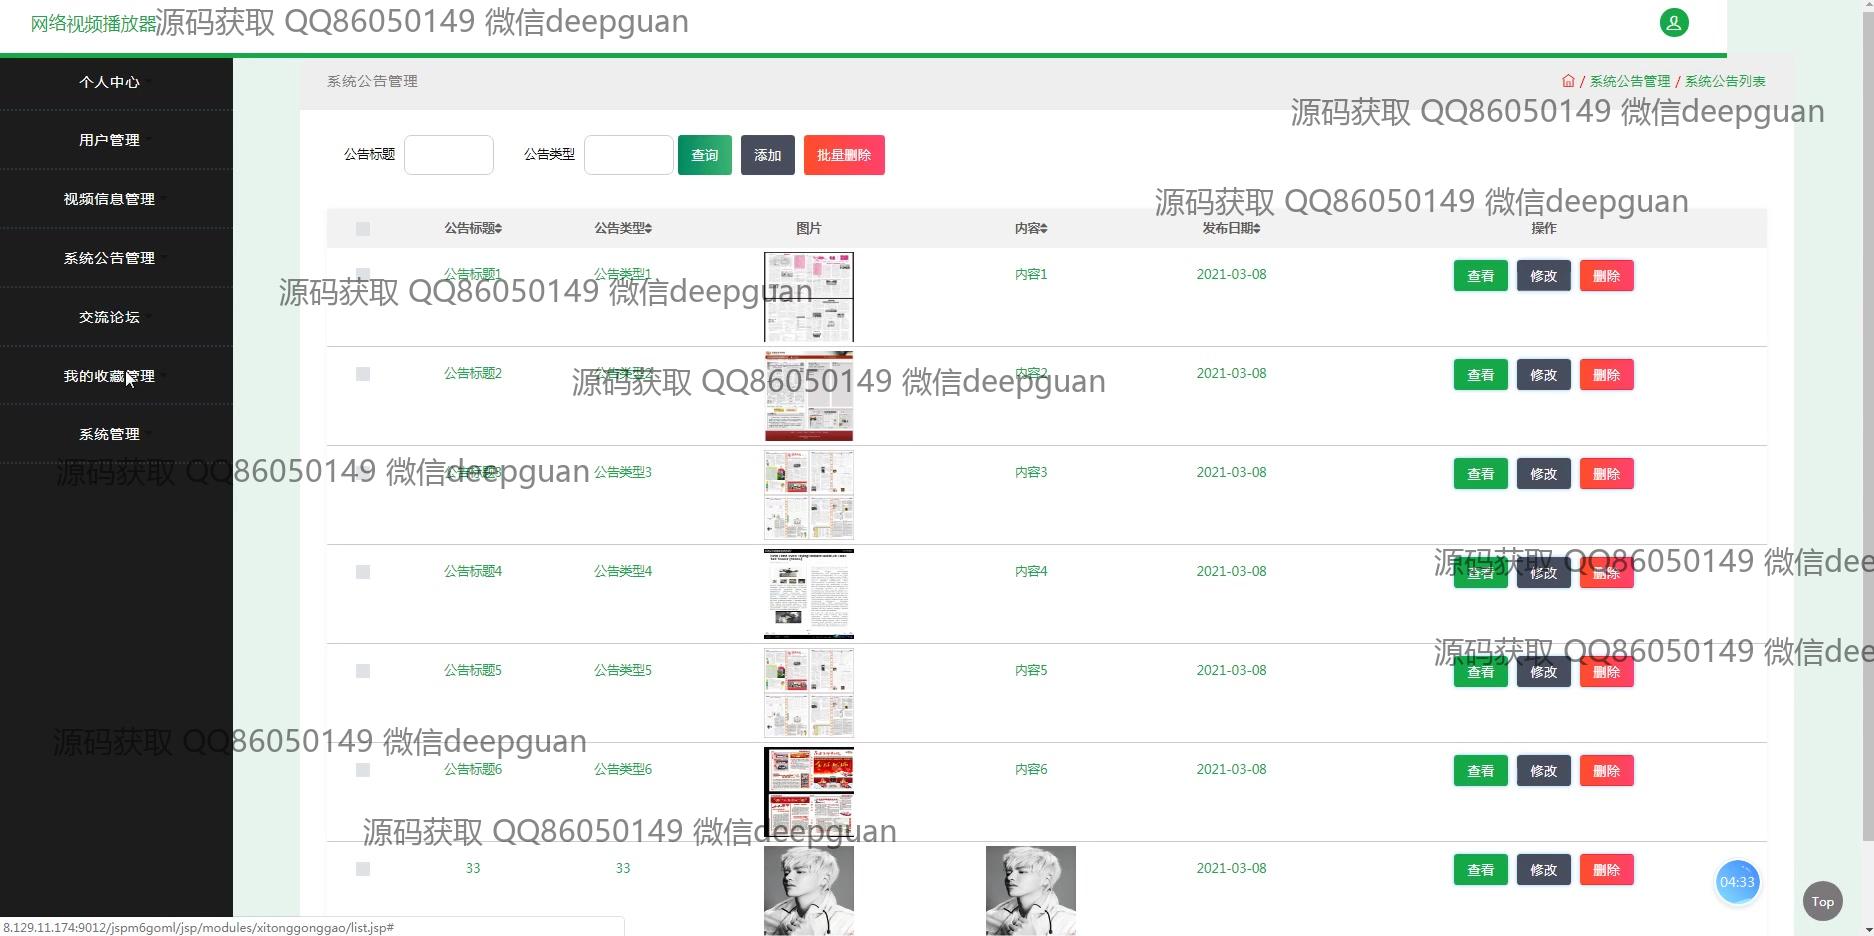 网络视频播放器
源码获取 QQ86050149 微信deepguan
个人中心
用户管理
视频信息管理
系统公告管理
交流论坛
我的收藏管理
系统管理
系统公告管理
/ 系统公告管理 / 系统公告列表
源码获取 QQ86050149 微信deepguan
公告标题 公告类型 查询 添加 批量删除
源码获取 QQ86050149 微信deepguan
公告标题 公告类型 图片 内容 发布日期 操作
公告标题1 公告类型1 内容1 2021-03-08 查看 修改 删除
源码获取 QQ86050149 微信deepguan
公告标题2 公告类型2 内容2 2021-03-08 查看 修改 删除
源码获取 QQ86050149 微信deepguan
公告标题3 公告类型3 内容3 2021-03-08 查看 修改 删除
源码获取 QQ86050149 微信deepguan
公告标题4 公告类型4 内容4 2021-03-08 查看 修改 删除
源码获取 QQ86050149 微信dee
公告标题5 公告类型5 内容5 2021-03-08 查看 修改 删除
源码获取 QQ86050149 微信dee
源码获取 QQ86050149 微信deepguan
公告标题6 公告类型6 内容6 2021-03-08 查看 修改 删除
源码获取 QQ86050149 微信deepguan
33 33 2021-03-08 查看 修改 删除
04:33
Top
8.129.11.174:9012/jspm6goml/jsp/modules/xitonggonggao/list.jsp#